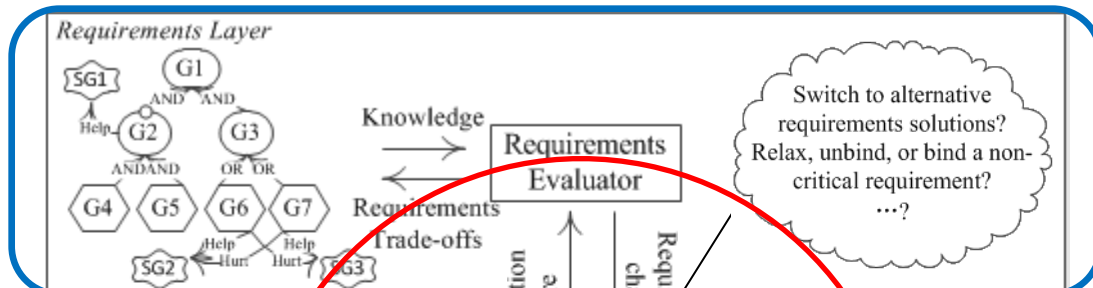 Requirements Layer
SG1
G1
AND AND
Help
G2
G3
ANDAND
OR OR
G4
G5
G6
G7
Help
Help
Hurt
Hurt
SG2
SG3
Knowledge
Requirements
Trade-offs
Requirements
Evaluator
Switch to alternative
requirements solutions?
Relax, unbind, or bind a non-
critical requirement?
...?